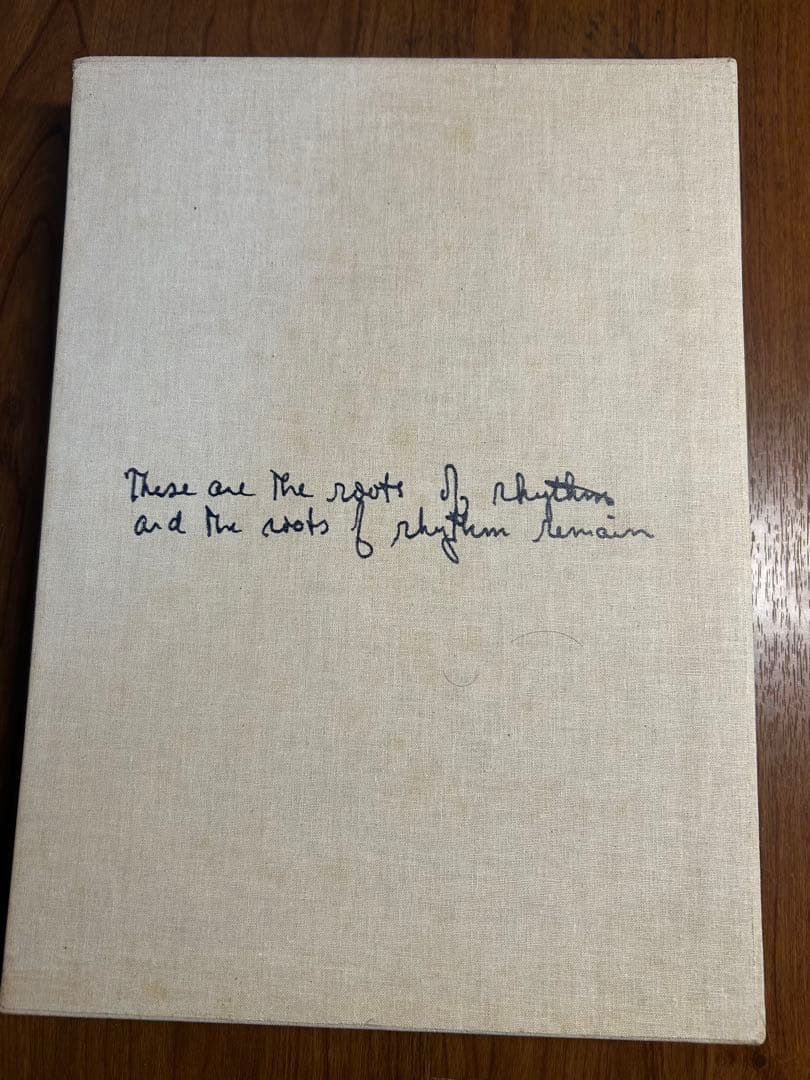 These are the roots of rhythm
and the roots of rhythm remain